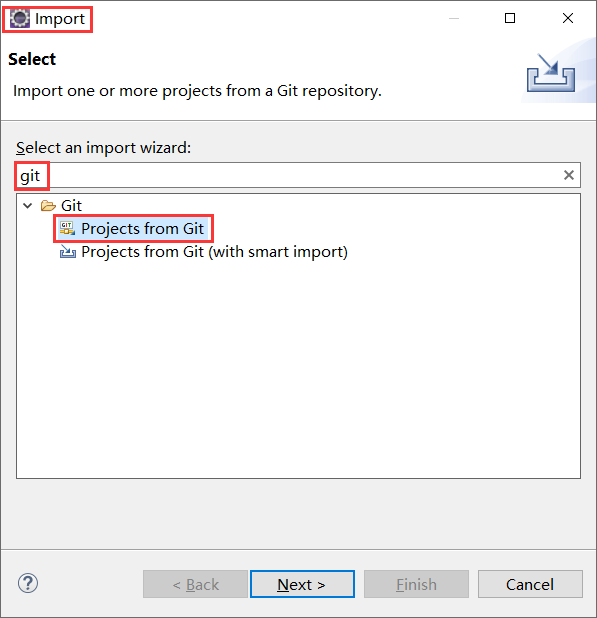 Import
Select
Import one or more projects from a Git repository.
Select an import wizard:
git
Git
Projects from Git
Projects from Git (with smart import)
< Back
Next >
Finish
Cancel